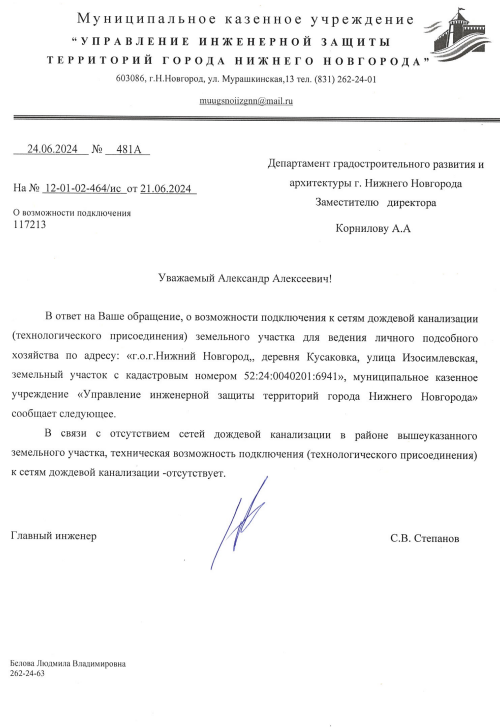 Муниципальное казенное учреждение
“УПРАВЛЕНИЕ ИНЖЕНЕРНОЙ ЗАЩИТЫ
ТЕРРИТОРИЙ ГОРОДА НИЖНЕГО НОВГОРОДА”
603086, г.Н.Новгород, ул. Мурашкинская,13 тел. (831) 262-24-01
muugsnoiizgnn@mail.ru
24.06.2024 № 481А
На № 12-01-02-464/ис от 21.06.2024
О возможности подключения
117213
Департамент градостроительного развития и
архитектуры г. Нижнего Новгорода
Заместителю директора
Корнилову А.А
Уважаемый Александр Алексеевич!
В ответ на Ваше обращение, о возможности подключения к сетям дождевой канализации
(технологического присоединения) земельного участка для ведения личного подсобного
хозяйства по адресу: «г.о.г.Нижний Новгород,, деревня Кусаковка, улица Изосимлевская,
земельный участок с кадастровым номером 52:24:0040201:6941», муниципальное казенное
учреждение «Управление инженерной защиты территорий города Нижнего Новгорода»
сообщает следующее.
В связи с отсутствием сетей дождевой канализации в районе вышеуказанного
земельного участка, техническая возможность подключения (технологического присоединения)
к сетям дождевой канализации -отсутствует.
Главный инженер
С.В. Степанов
Белова Людмила Владимировна
262-24-63